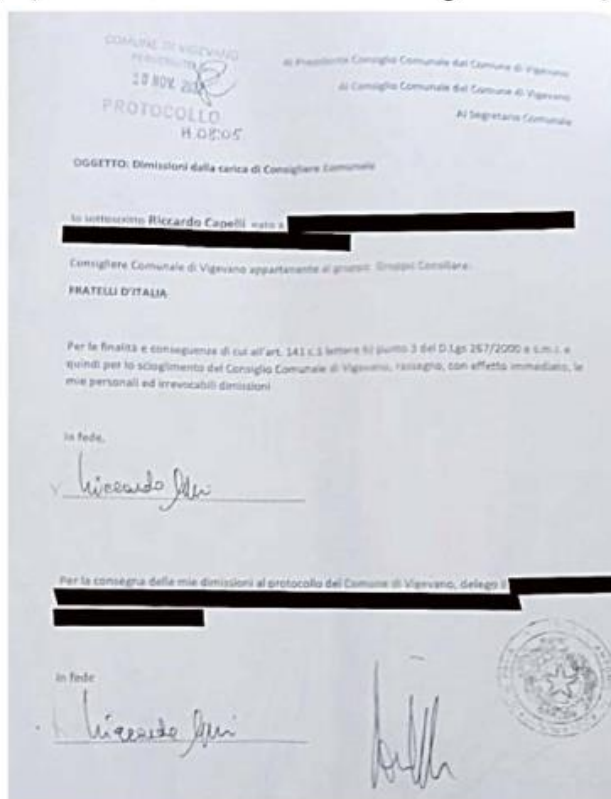 COMUNE DI VIGEVANO
PERVENUTO
10 NOV.
PROTOCOLLO
H 08:05
Al Presidente Consiglio Comunale del Comune di Vigevano
Al Consiglio Comunale del Comune di Vigevano
Al Segretario Comunale
OGGETTO: Dimissioni dalla carica di Consigliere Comunale
Io sottoscritto Riccardo Capelli nato a
Consigliere Comunale di Vigevano appartenente al gruppo: Gruppo Consiliare:
FRATELLI D'ITALIA
Per le finalità e conseguenze di cui all'art. 141 c.1 lettere b) punto 3 del D.Lgs 267/2000 e s.m.i. e
quindi per lo scioglimento del Consiglio Comunale di Vigevano, rassegno, con effetto immediato, le
mie personali ed irrevocabili dimissioni
In fede,
Riccardo
Per la consegna delle mie dimissioni al protocollo del Comune di Vigevano, delego il
In fede
Riccardo